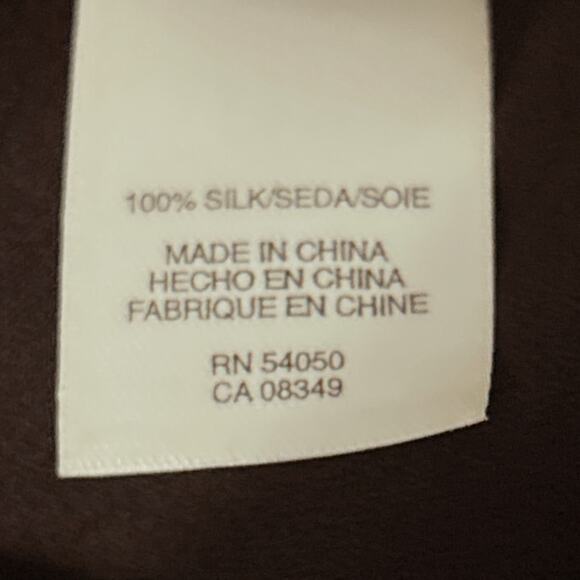 100% SILK/SEDA/SOIE
MADE IN CHINA
HECHO EN CHINA
FABRIQUE EN CHINE
RN 54050
CA 08349